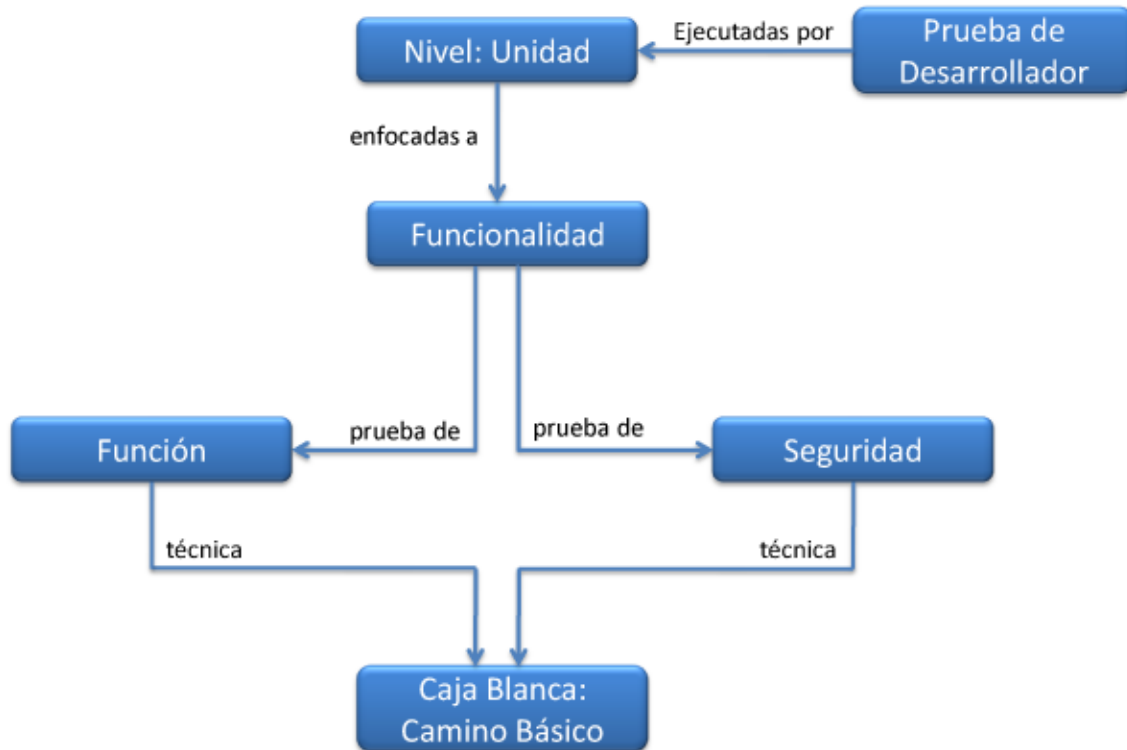 Nivel: Unidad
Ejecutadas por
Prueba de
Desarrollador
enfocadas a
Funcionalidad
Función
prueba de
prueba de
Seguridad
técnica
técnica
Caja Blanca:
Camino Básico